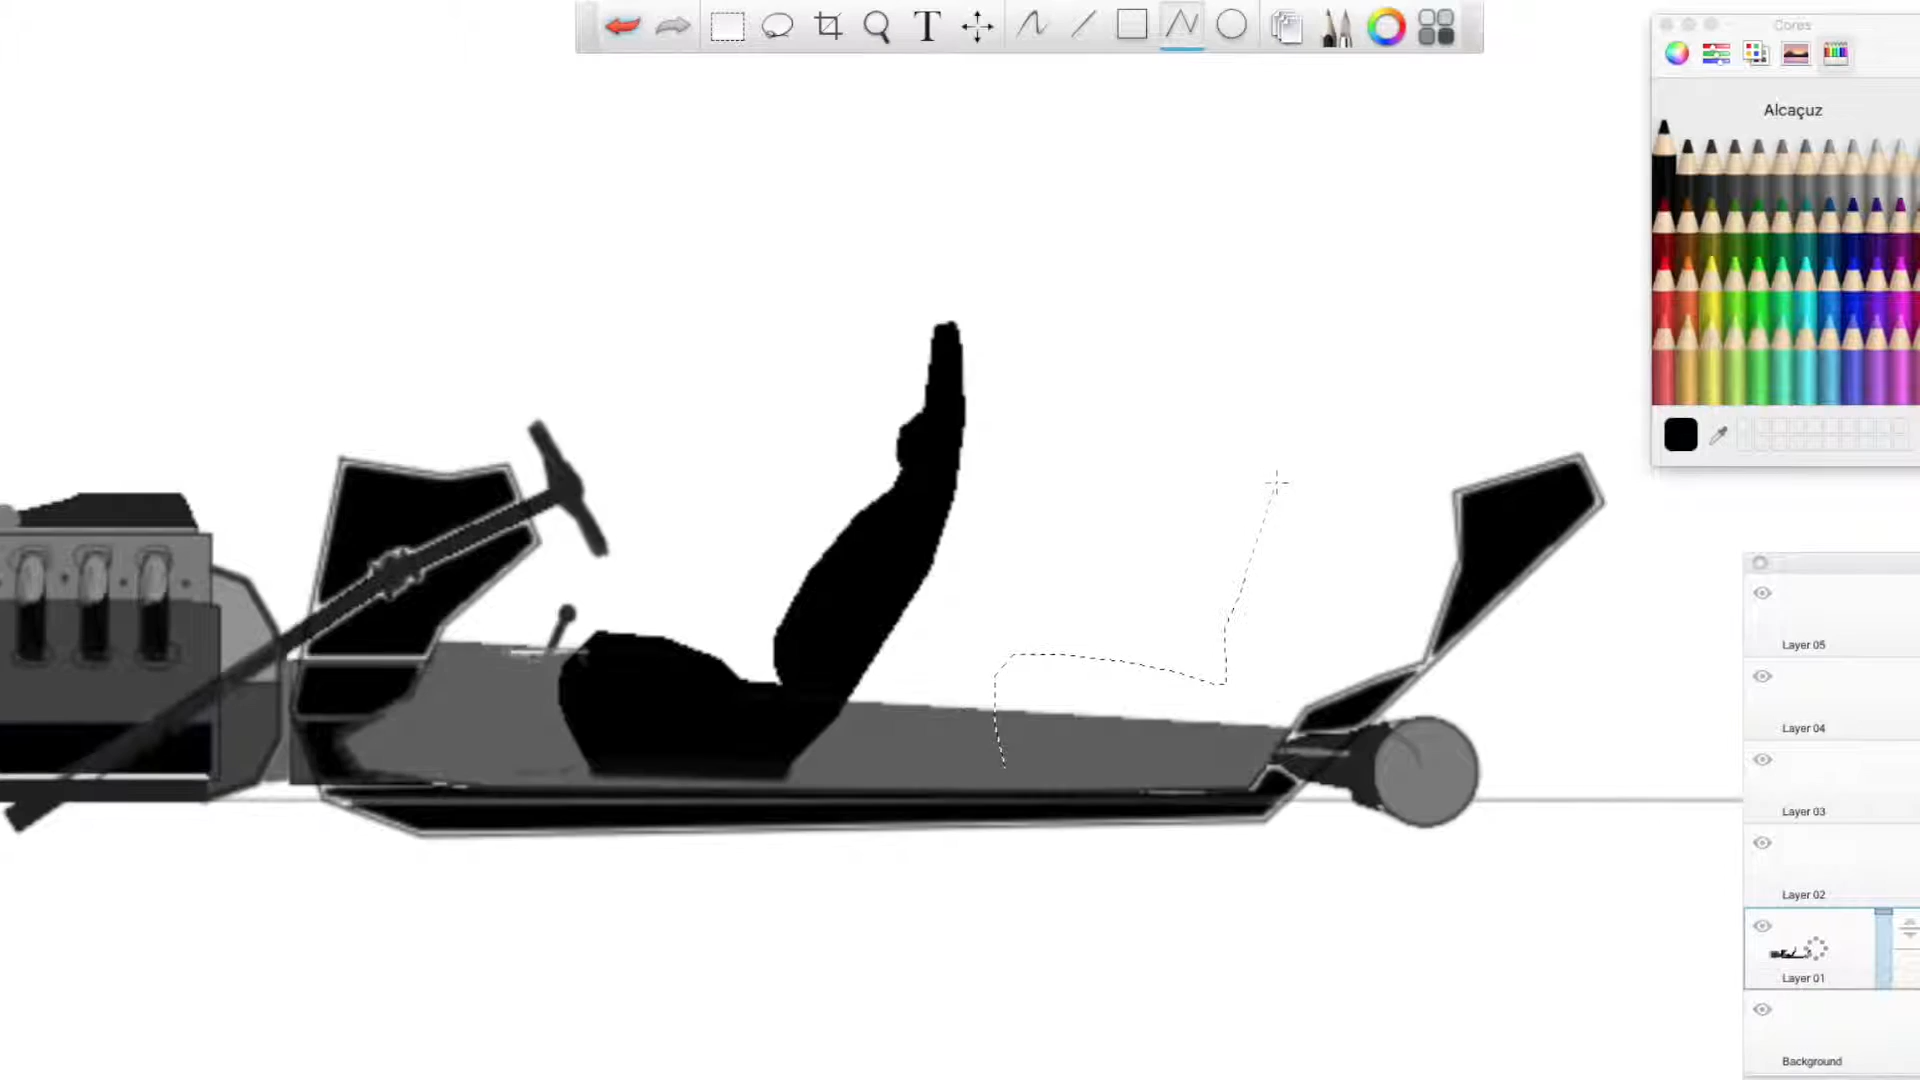 T
Cores
Alcaçuz
Layer 05
Layer 04
Layer 03
Layer 02
Layer 01
Background